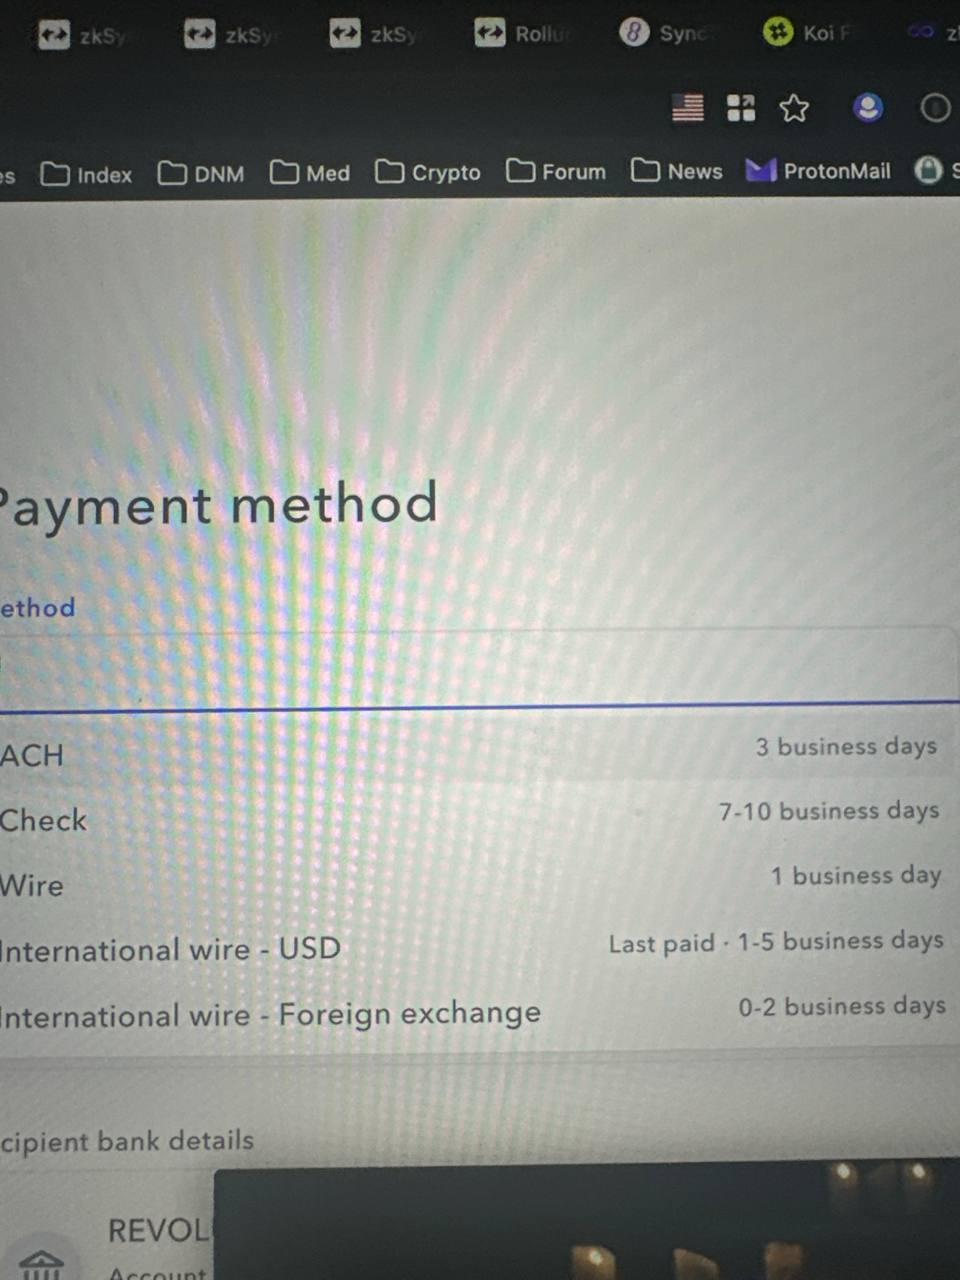 zkSy zkSy zkSy Rollu Sync Koi F
es Index DNM Med Crypto Forum News ProtonMail S
Payment method
ethod
ACH 3 business days
Check 7-10 business days
Wire 1 business day
International wire - USD Last paid · 1-5 business days
International wire - Foreign exchange 0-2 business days
cipient bank details
REVOL
Account